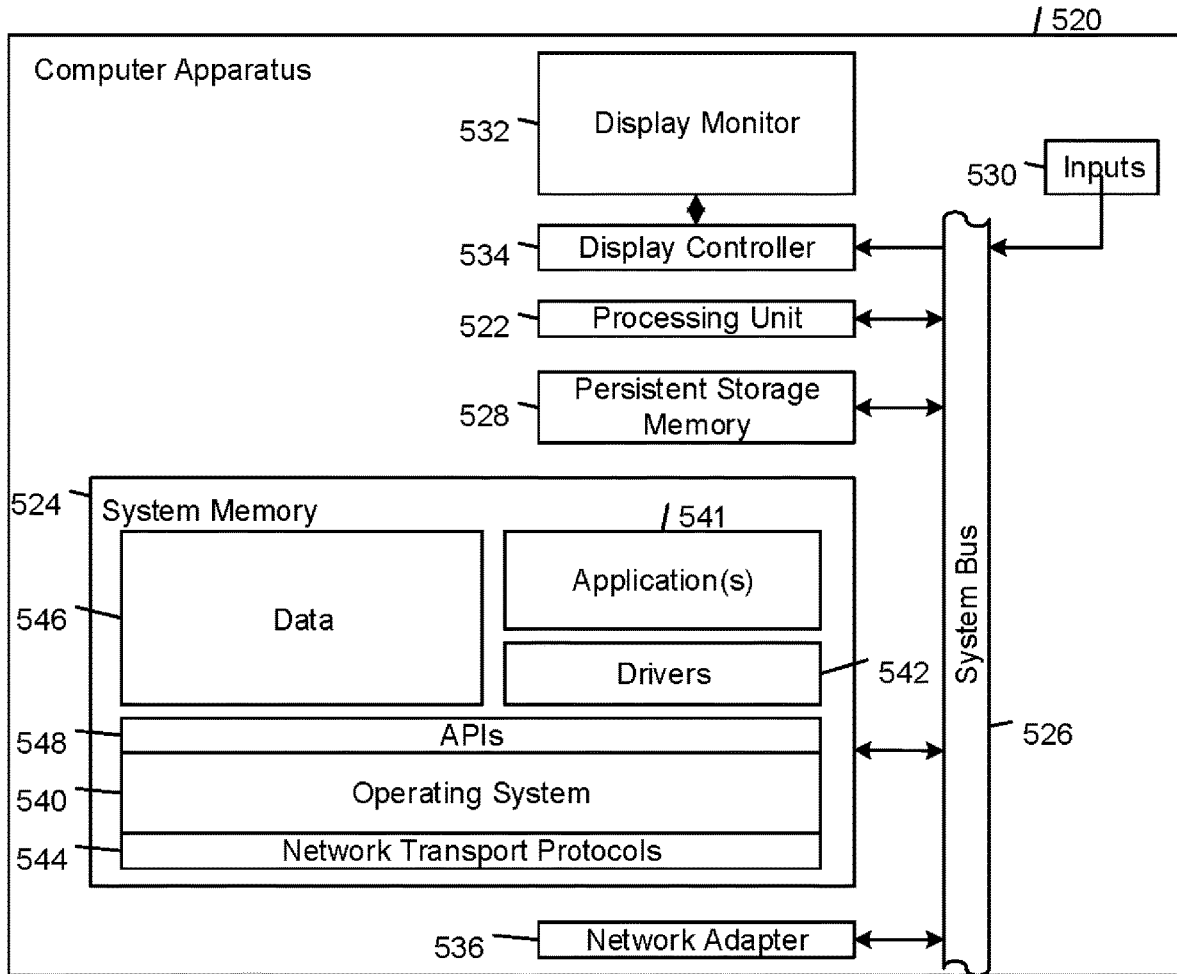 520
Computer Apparatus
532
Display Monitor
530
Inputs
534
Display Controller
522
Processing Unit
528
Persistent Storage
Memory
524
System Memory
541
546
Data
Application(s)
Drivers
542
System Bus
526
548
APIs
540
Operating System
544
Network Transport Protocols
536
Network Adapter